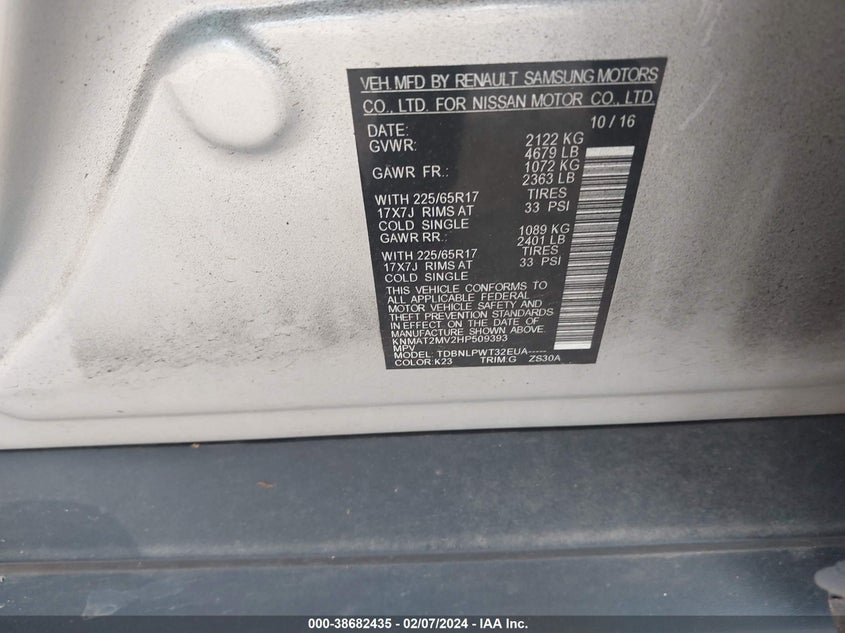 VEH. MFD BY RENAULT SAMSUNG MOTORS
CO., LTD. FOR NISSAN MOTOR CO., LTD.
DATE: 10 / 16
GVWR: 2122 KG
4679 LB
GAWR FR.: 1072 KG
2363 LB
WITH 225/65R17 TIRES
17X7J RIMS AT 33 PSI
COLD SINGLE
GAWR RR.: 1089 KG
2401 LB
WITH 225/65R17 TIRES
17X7J RIMS AT 33 PSI
COLD SINGLE
THIS VEHICLE CONFORMS TO
ALL APPLICABLE FEDERAL
MOTOR VEHICLE SAFETY AND
THEFT PREVENTION STANDARDS
IN EFFECT ON THE DATE OF
MANUFACTURE SHOWN ABOVE.
KNMAT2MV2HP509393
MPV
MODEL: TDBNLPWT32EUA-----
COLOR:K23 TRIM:G ZS30A
000-38682435 - 02/07/2024 - IAA Inc.